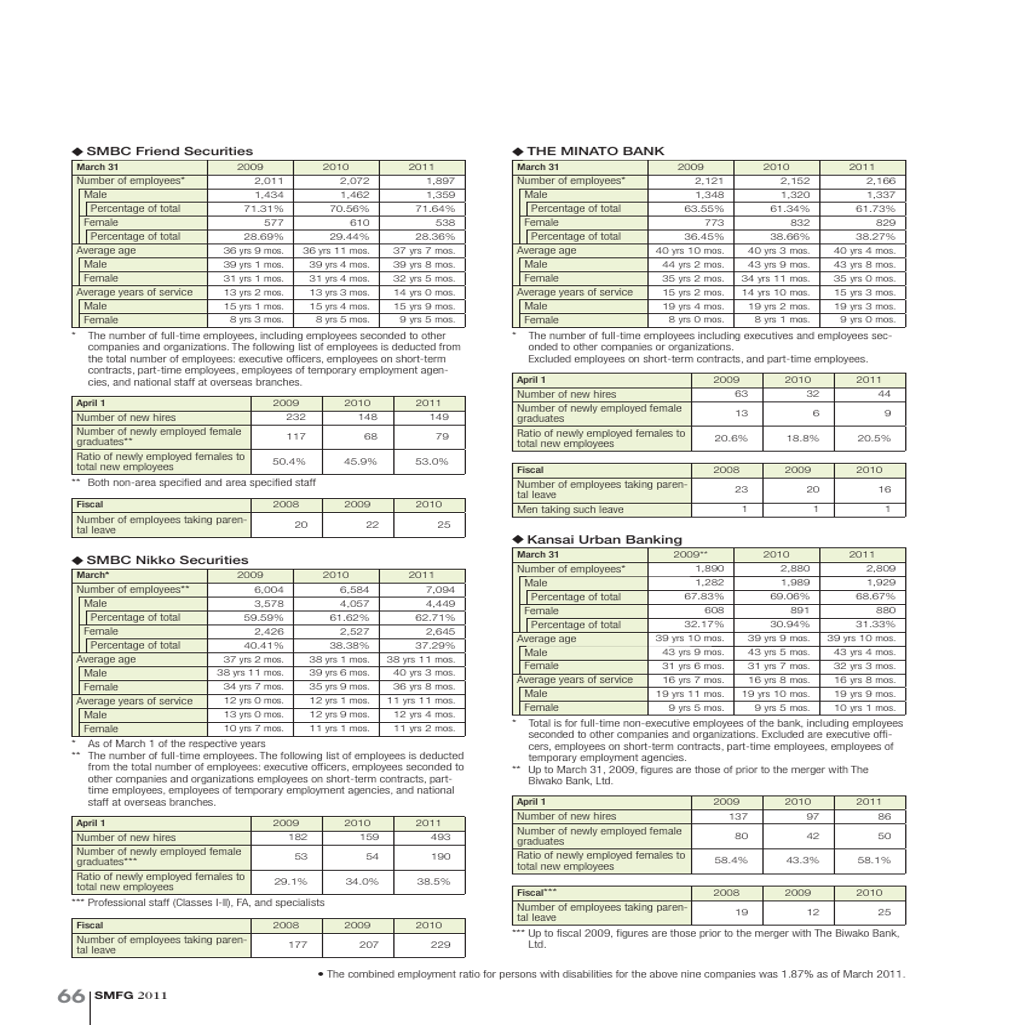 ◆ SMBC Friend Securities
March 31 2009 2010 2011
Number of employees* 2,011 2,072 1,897
Male 1,434 1,462 1,359
Percentage of total 71.31% 70.56% 71.64%
Female 577 610 538
Percentage of total 28.69% 29.44% 28.36%
Average age 36 yrs 9 mos. 36 yrs 11 mos. 37 yrs 7 mos.
Male 39 yrs 1 mos. 39 yrs 4 mos. 39 yrs 8 mos.
Female 31 yrs 1 mos. 31 yrs 4 mos. 32 yrs 5 mos.
Average years of service 13 yrs 2 mos. 13 yrs 3 mos. 14 yrs 0 mos.
Male 15 yrs 1 mos. 15 yrs 4 mos. 15 yrs 9 mos.
Female 8 yrs 3 mos. 8 yrs 5 mos. 9 yrs 5 mos.
* The number of full-time employees, including employees seconded to other
companies and organizations. The following list of employees is deducted from
the total number of employees: executive officers, employees on short-term
contracts, part-time employees, employees of temporary employment agen-
cies, and national staff at overseas branches.
April 1 2009 2010 2011
Number of new hires 232 148 149
Number of newly employed female
graduates** 117 68 79
Ratio of newly employed females to
total new employees 50.4% 45.9% 53.0%
** Both non-area specified and area specified staff
Fiscal 2008 2009 2010
Number of employees taking paren-
tal leave 20 22 25
◆ SMBC Nikko Securities
March* 2009 2010 2011
Number of employees** 6,004 6,584 7,094
Male 3,578 4,057 4,449
Percentage of total 59.59% 61.62% 62.71%
Female 2,426 2,527 2,645
Percentage of total 40.41% 38.38% 37.29%
Average age 37 yrs 2 mos. 38 yrs 1 mos. 38 yrs 11 mos.
Male 38 yrs 11 mos. 39 yrs 6 mos. 40 yrs 3 mos.
Female 34 yrs 7 mos. 35 yrs 9 mos. 36 yrs 8 mos.
Average years of service 12 yrs 0 mos. 12 yrs 1 mos. 11 yrs 11 mos.
Male 13 yrs 0 mos. 12 yrs 9 mos. 12 yrs 4 mos.
Female 10 yrs 7 mos. 11 yrs 1 mos. 11 yrs 2 mos.
* As of March 1 of the respective years
** The number of full-time employees. The following list of employees is deducted
from the total number of employees: executive officers, employees seconded to
other companies and organizations employees on short-term contracts, part-
time employees, employees of temporary employment agencies, and national
staff at overseas branches.
April 1 2009 2010 2011
Number of new hires 182 159 493
Number of newly employed female
graduates*** 53 54 190
Ratio of newly employed females to
total new employees 29.1% 34.0% 38.5%
*** Professional staff (Classes I-II), FA, and specialists
Fiscal 2008 2009 2010
Number of employees taking paren-
tal leave 177 207 229
◆ THE MINATO BANK
March 31 2009 2010 2011
Number of employees* 2,121 2,152 2,166
Male 1,348 1,320 1,337
Percentage of total 63.55% 61.34% 61.73%
Female 773 832 829
Percentage of total 36.45% 38.66% 38.27%
Average age 40 yrs 10 mos. 40 yrs 3 mos. 40 yrs 4 mos.
Male 44 yrs 2 mos. 43 yrs 9 mos. 43 yrs 8 mos.
Female 35 yrs 2 mos. 34 yrs 11 mos. 35 yrs 0 mos.
Average years of service 15 yrs 2 mos. 14 yrs 10 mos. 15 yrs 3 mos.
Male 19 yrs 4 mos. 19 yrs 2 mos. 19 yrs 3 mos.
Female 8 yrs 0 mos. 8 yrs 1 mos. 9 yrs 0 mos.
* The number of full-time employees including executives and employees sec-
onded to other companies or organizations.
Excluded employees on short-term contracts, and part-time employees.
April 1 2009 2010 2011
Number of new hires 63 32 44
Number of newly employed female
graduates 13 6 9
Ratio of newly employed females to
total new employees 20.6% 18.8% 20.5%
Fiscal 2008 2009 2010
Number of employees taking paren-
tal leave 23 20 16
Men taking such leave 1 1 1
◆ Kansai Urban Banking
March 31 2009** 2010 2011
Number of employees* 1,890 2,880 2,809
Male 1,282 1,989 1,929
Percentage of total 67.83% 69.06% 68.67%
Female 608 891 880
Percentage of total 32.17% 30.94% 31.33%
Average age 39 yrs 10 mos. 39 yrs 9 mos. 39 yrs 10 mos.
Male 43 yrs 9 mos. 43 yrs 5 mos. 43 yrs 4 mos.
Female 31 yrs 6 mos. 31 yrs 7 mos. 32 yrs 3 mos.
Average years of service 16 yrs 7 mos. 16 yrs 8 mos. 16 yrs 8 mos.
Male 19 yrs 11 mos. 19 yrs 10 mos. 19 yrs 9 mos.
Female 9 yrs 5 mos. 9 yrs 5 mos. 10 yrs 1 mos.
* Total is for full-time non-executive employees of the bank, including employees
seconded to other companies and organizations. Excluded are executive offi-
cers, employees on short-term contracts, part-time employees, employees of
temporary employment agencies.
** Up to March 31, 2009, figures are those of prior to the merger with The
Biwako Bank, Ltd.
April 1 2009 2010 2011
Number of new hires 137 97 86
Number of newly employed female
graduates 80 42 50
Ratio of newly employed females to
total new employees 58.4% 43.3% 58.1%
Fiscal*** 2008 2009 2010
Number of employees taking paren-
tal leave 19 12 25
*** Up to fiscal 2009, figures are those prior to the merger with The Biwako Bank,
Ltd.
● The combined employment ratio for persons with disabilities for the above nine companies was 1.87% as of March 2011.
66 SMFG 2011